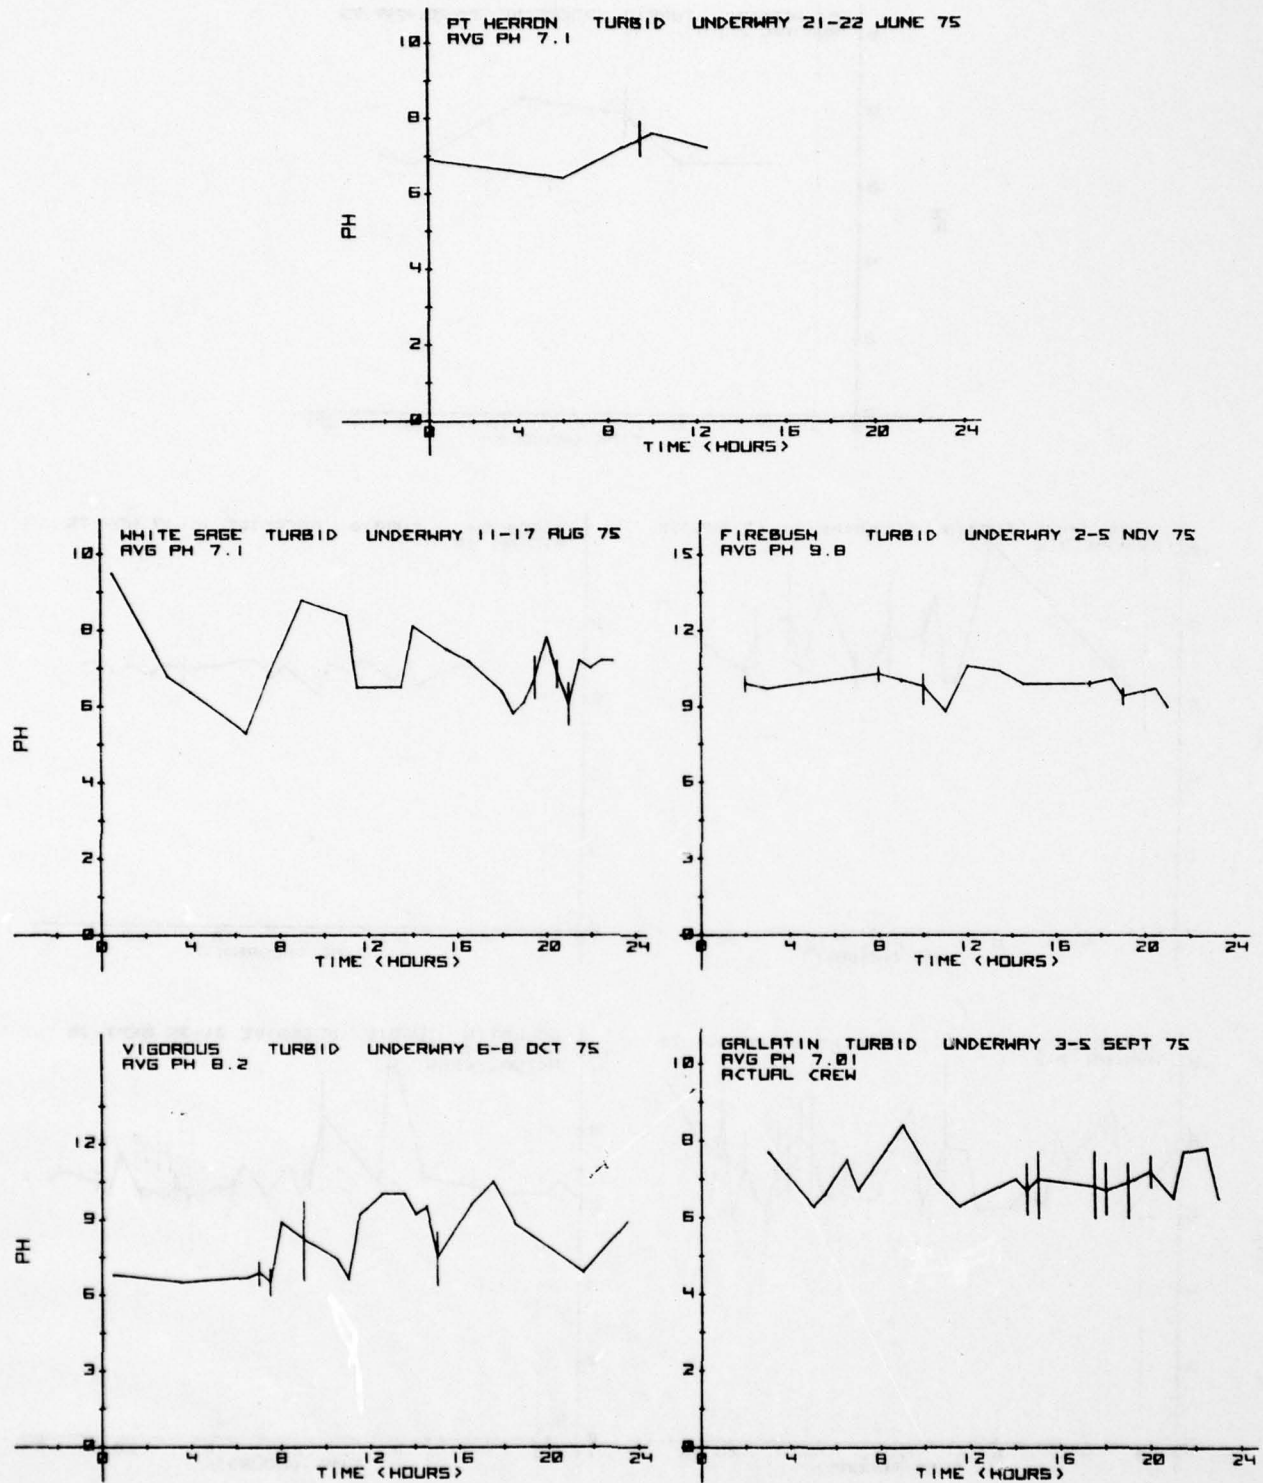 PT HERRON TURBID UNDERWAY 21-22 JUNE 75
AVG PH 7.1
10
8
6
4
2
0
PH
0 4 8 12 16 20 24
TIME <HOURS>
WHITE SAGE TURBID UNDERWAY 11-17 AUG 75
AVG PH 7.1
10
8
6
4
2
0
PH
0 4 8 12 16 20 24
TIME <HOURS>
FIREBUSH TURBID UNDERWAY 2-5 NOV 75
AVG PH 9.8
15
12
9
6
3
0
0 4 8 12 16 20 24
TIME <HOURS>
VIGOROUS TURBID UNDERWAY 6-8 OCT 75
AVG PH 8.2
12
9
6
3
0
PH
0 4 8 12 16 20 24
TIME <HOURS>
GALLATIN TURBID UNDERWAY 3-5 SEPT 75
AVG PH 7.01
ACTUAL CREW
10
8
6
4
2
0
0 4 8 12 16 20 24
TIME <HOURS>